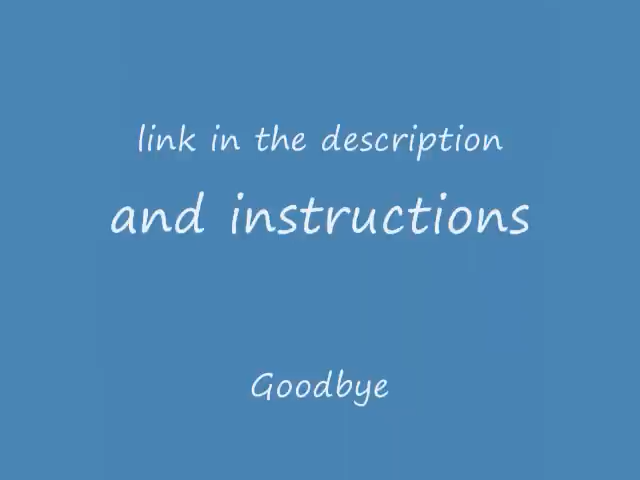 link in the description
and instructions
Goodbye